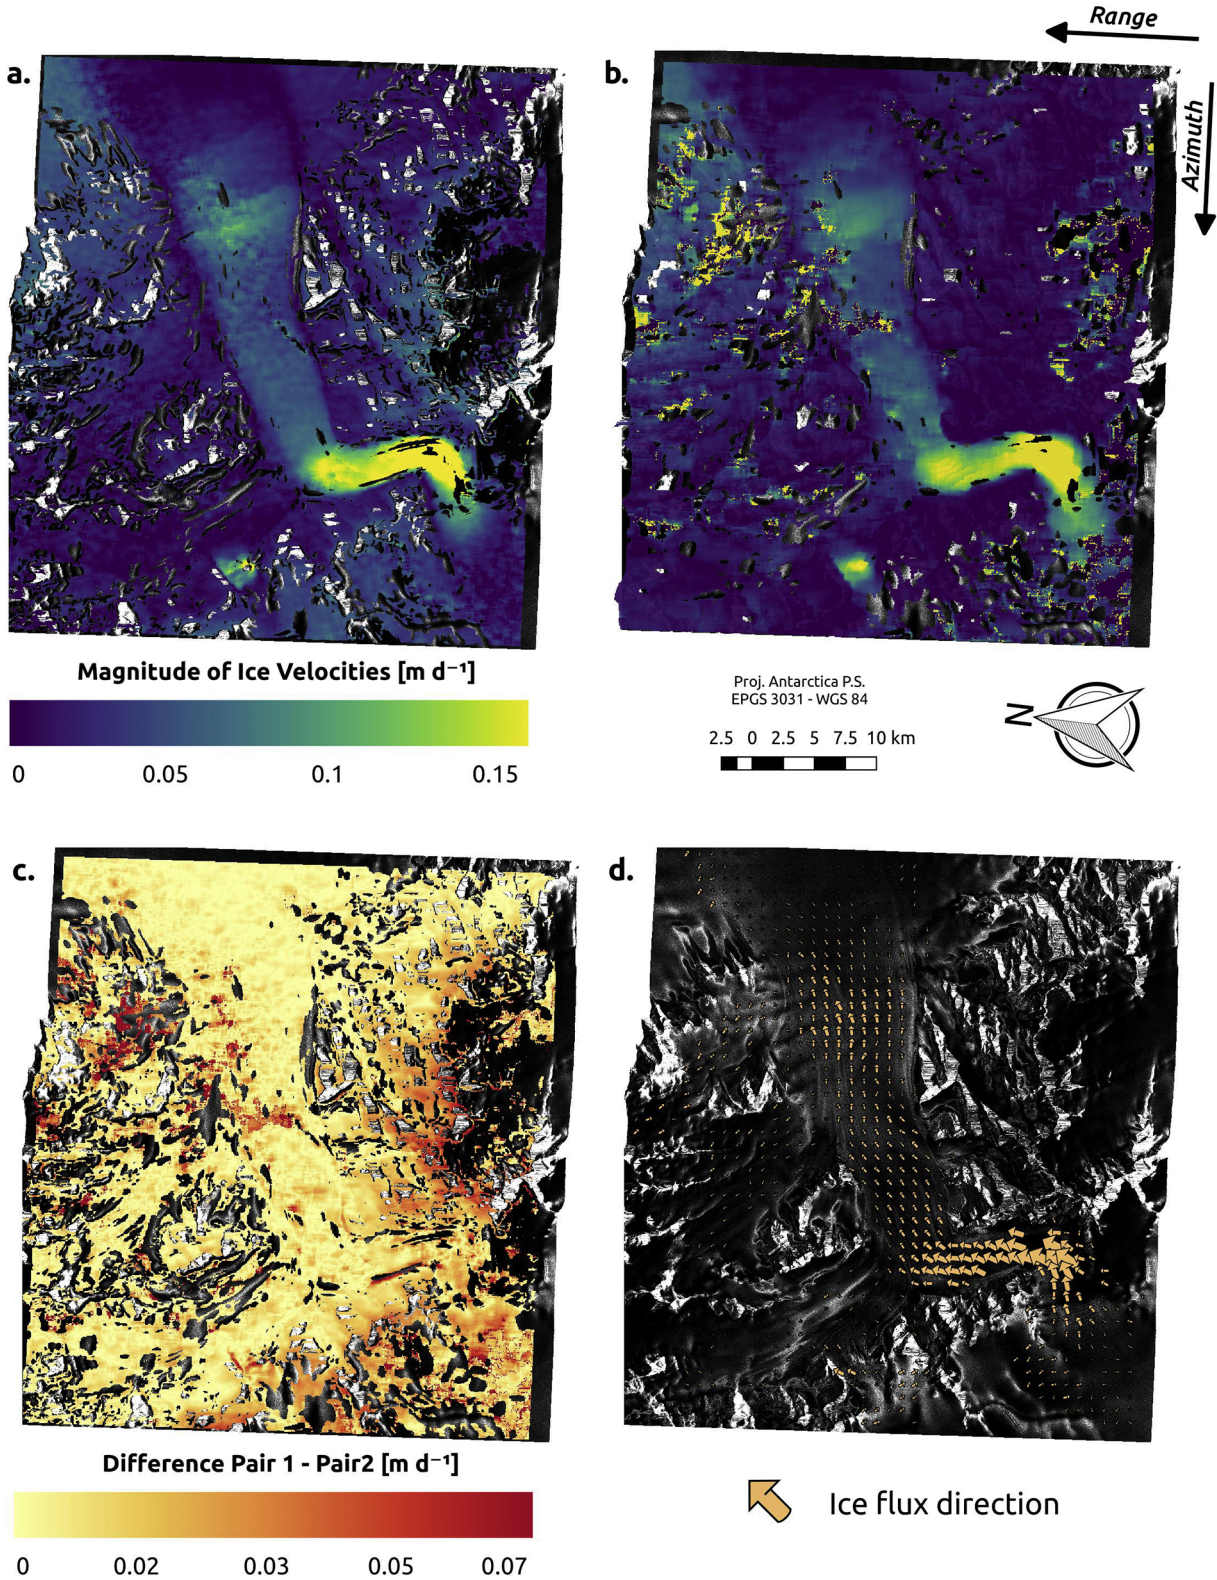 Range
a.
b.
Azimuth
Magnitude of Ice Velocities [m d⁻¹]
0 0.05 0.1 0.15
Proj. Antarctica P.S.
EPGS 3031 - WGS 84
2.5 0 2.5 5 7.5 10 km
N
c.
d.
Difference Pair 1 - Pair2 [m d⁻¹]
0 0.02 0.03 0.05 0.07
Ice flux direction